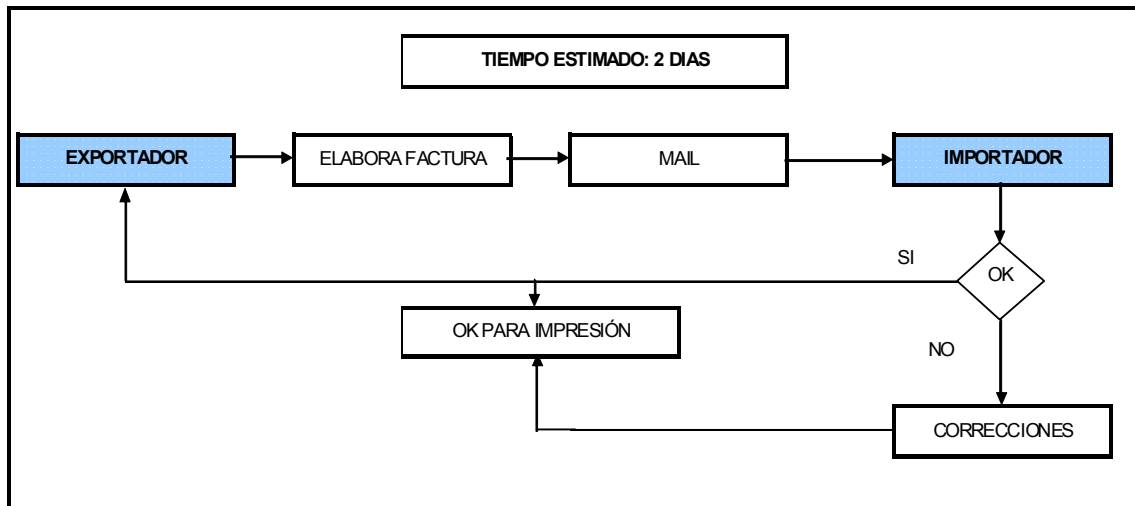 TIEMPO ESTIMADO: 2 DIAS
EXPORTADOR
ELABORA FACTURA
MAIL
IMPORTADOR
SI
OK
OK PARA IMPRESIÓN
NO
CORRECCIONES